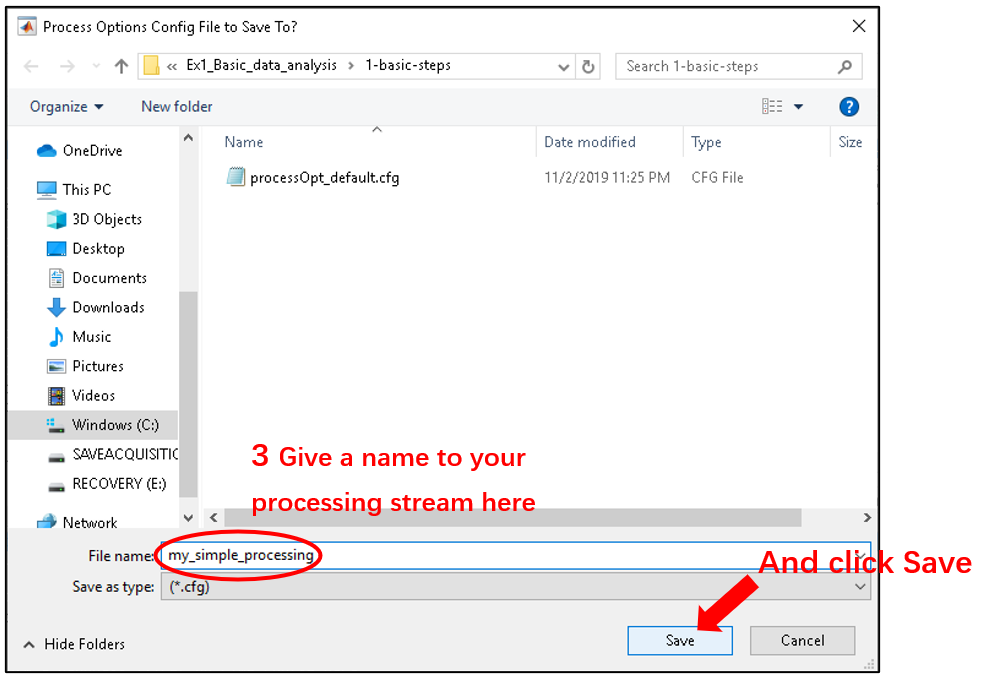 Process Options Config File to Save To?
« Ex1_Basic_data_analysis › 1-basic-steps
Search 1-basic-steps
Organize
New folder
?
Name
Date modified
Type
Size
processOpt_default.cfg
11/2/2019 11:25 PM
CFG File
OneDrive
This PC
3D Objects
Desktop
Documents
Downloads
Music
Pictures
Videos
Windows (C:)
SAVEACQUISITIO
RECOVERY (E:)
Network
3 Give a name to your
processing stream here
File name: my_simple_processing
And click Save
Save as type: (*.cfg)
Hide Folders
Save
Cancel